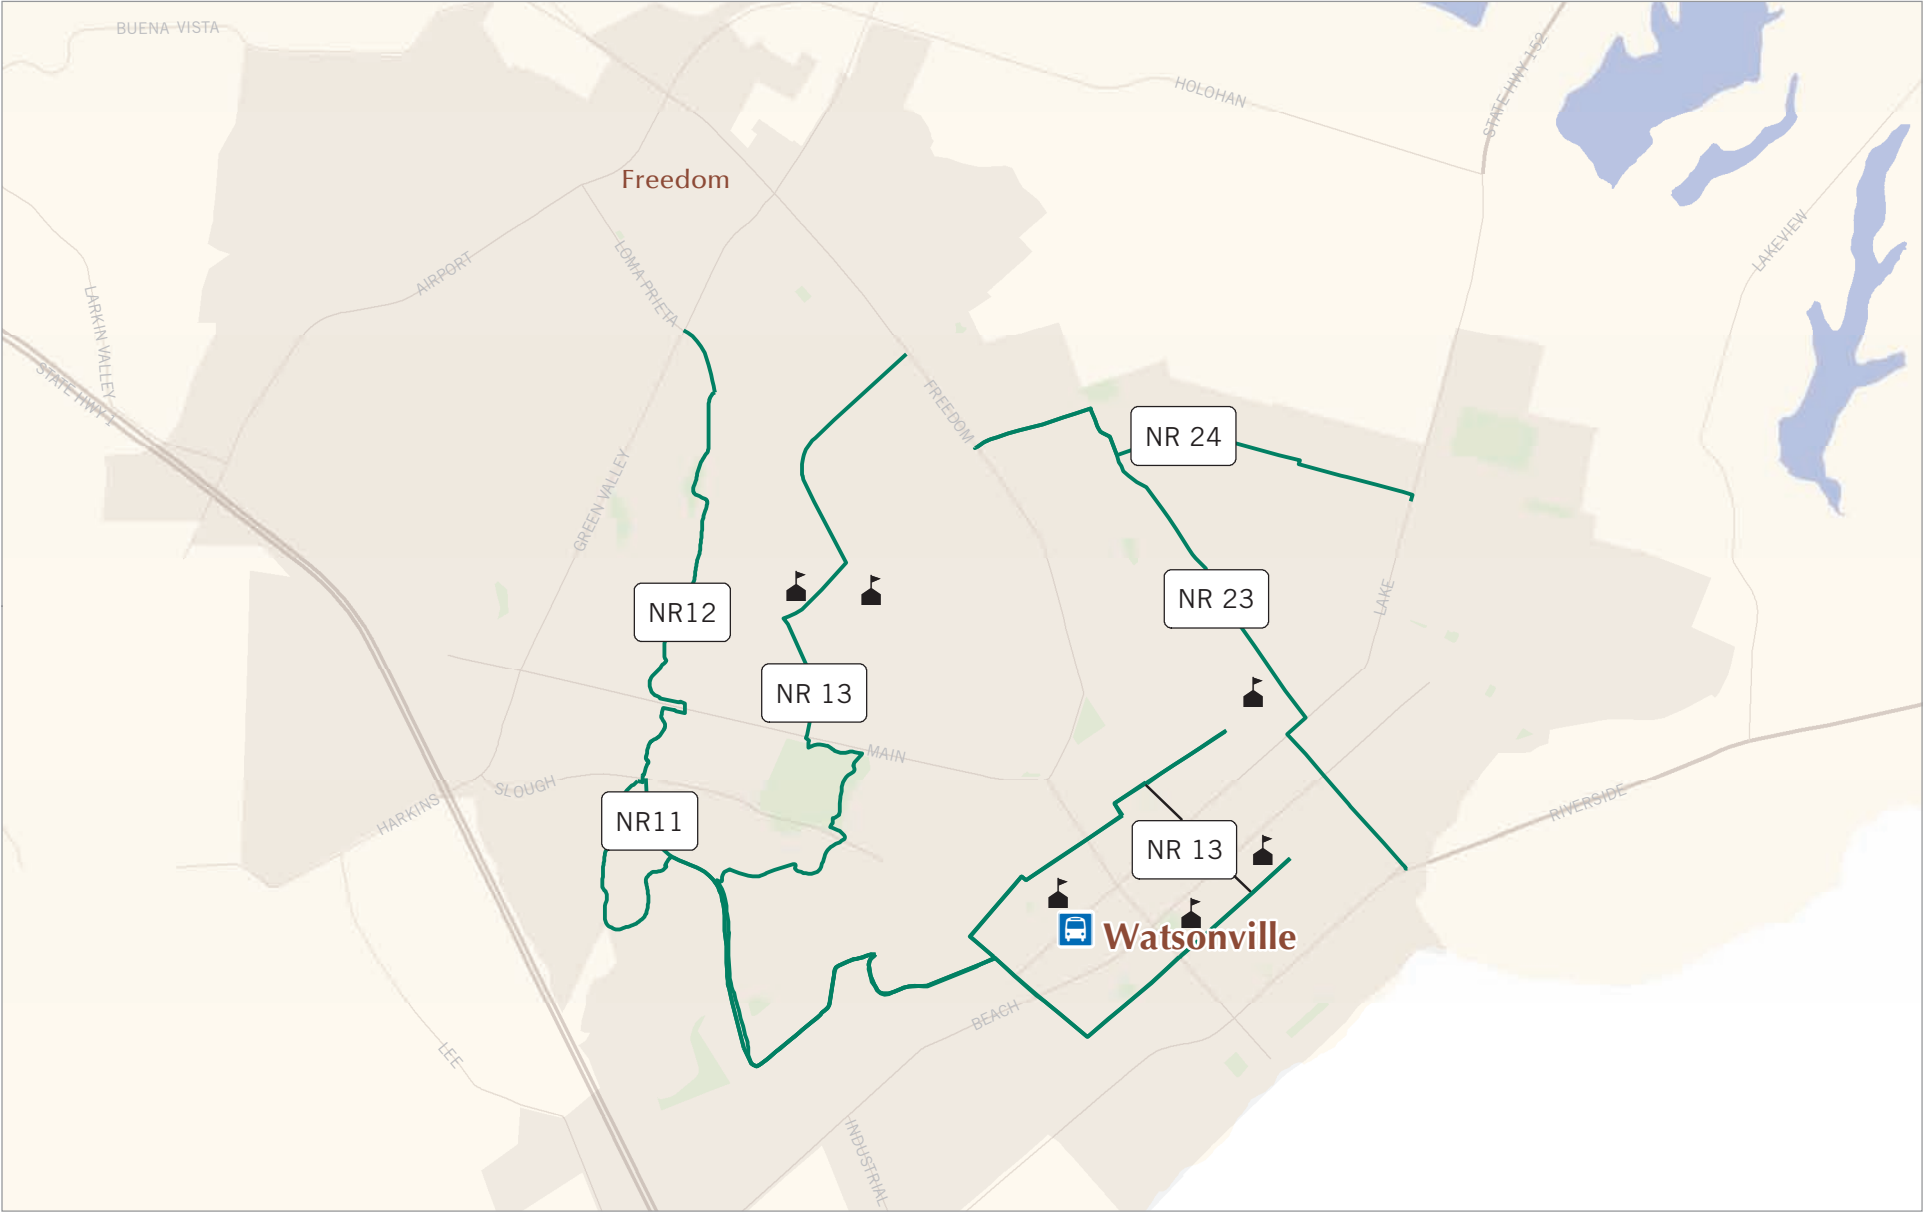 BUENA VISTA
HOLOHAN
STATE HWY 152
Freedom
LAKEVIEW
AIRPORT
LOMA PRIETA
LARKIN VALLEY
STATE HWY 1
FREEDOM
NR 24
GREEN VALLEY
NR12
NR 23
LAKE
NR 13
MAIN
SLOUGH
HARKINS
NR11
RIVERSIDE
NR 13
Watsonville
BEACH
LEE
INDUSTRIAL